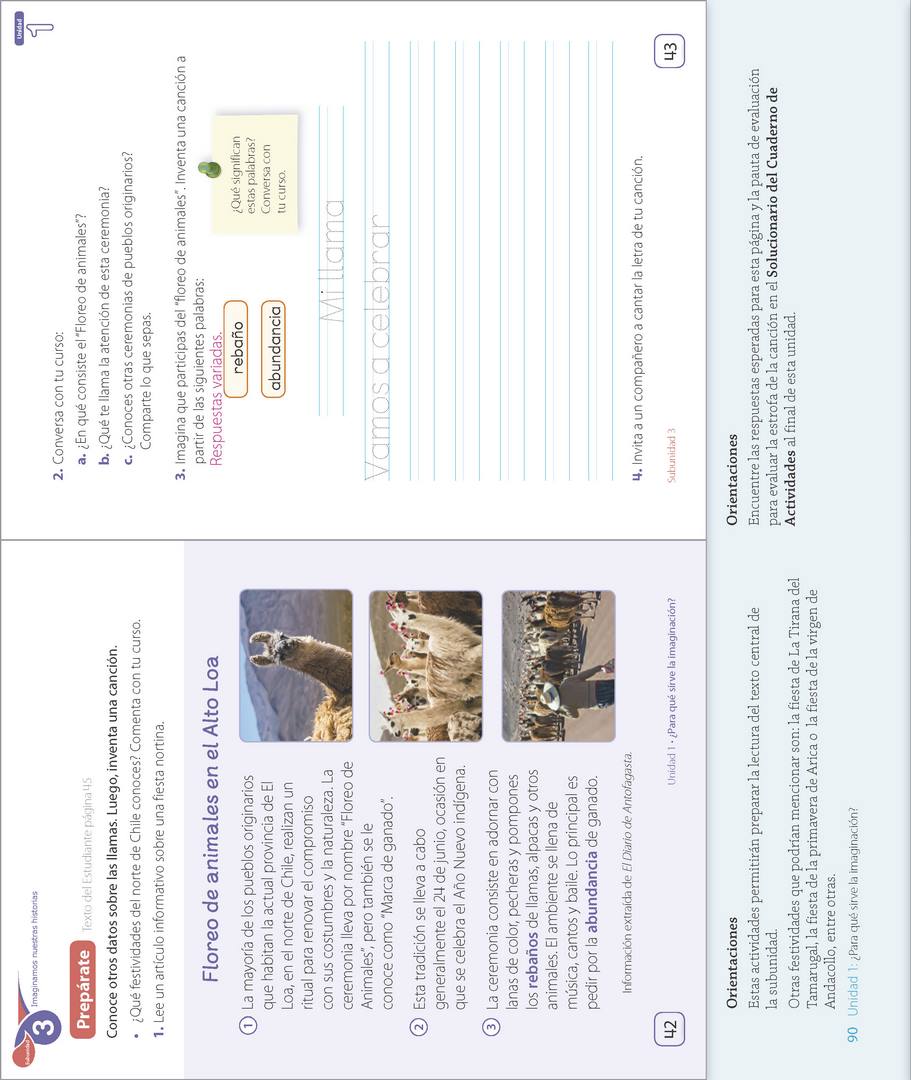 Subunidad
3
Imaginamos nuestras historias
Prepárate
Texto del Estudiante página 45
Conoce otros datos sobre las llamas. Luego, inventa una canción.
• ¿Qué festividades del norte de Chile conoces? Comenta con tu curso.
1. Lee un artículo informativo sobre una fiesta nortina.
Floreo de animales en el Alto Loa
1
La mayoría de los pueblos originarios
que habitan la actual provincia de El
Loa, en el norte de Chile, realizan un
ritual para renovar el compromiso
con sus costumbres y la naturaleza. La
ceremonia lleva por nombre “Floreo de
Animales”, pero también se le
conoce como “Marca de ganado”.
2
Esta tradición se lleva a cabo
generalmente el 24 de junio, ocasión en
que se celebra el Año Nuevo indígena.
3
La ceremonia consiste en adornar con
lanas de color, pecheras y pompones
los rebaños de llamas, alpacas y otros
animales. El ambiente se llena de
música, cantos y baile. Lo principal es
pedir por la abundancia de ganado.
Información extraída de El Diario de Antofagasta.
42
Unidad 1 • ¿Para qué sirve la imaginación?
Unidad
1
2. Conversa con tu curso:
a. ¿En qué consiste el “Floreo de animales”?
b. ¿Qué te llama la atención de esta ceremonia?
c. ¿Conoces otras ceremonias de pueblos originarios?
Comparte lo que sepas.
3. Imagina que participas del “floreo de animales”. Inventa una canción a
partir de las siguientes palabras:
Respuestas variadas.
rebaño
abundancia
¿Qué significan
estas palabras?
Conversa con
tu curso.
Mi llama
Vamos a celebrar
4. Invita a un compañero a cantar la letra de tu canción.
Subunidad 3
43
Orientaciones
Estas actividades permitirán preparar la lectura del texto central de
la subunidad.
Otras festividades que podrían mencionar son: la fiesta de La Tirana del
Tamarugal, la fiesta de la primavera de Arica o la fiesta de la virgen de
Andacollo, entre otras.
Orientaciones
Encuentre las respuestas esperadas para esta página y la pauta de evaluación
para evaluar la estrofa de la canción en el Solucionario del Cuaderno de
Actividades al final de esta unidad.
90 Unidad 1: ¿Para qué sirve la imaginación?